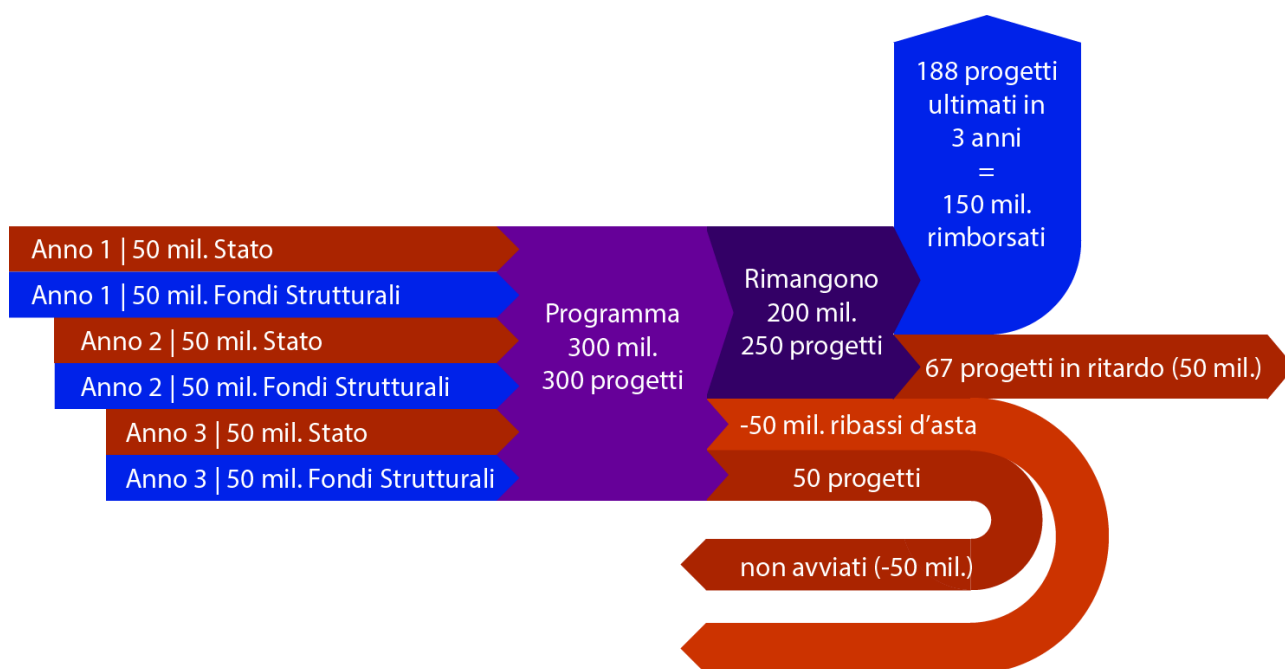 188 progetti
ultimati in
3 anni
=
150 mil.
rimborsati
Anno 1 | 50 mil. Stato
Anno 1 | 50 mil. Fondi Strutturali
Anno 2 | 50 mil. Stato
Anno 2 | 50 mil. Fondi Strutturali
Anno 3 | 50 mil. Stato
Anno 3 | 50 mil. Fondi Strutturali
Programma
300 mil.
300 progetti
Rimangono
200 mil.
250 progetti
67 progetti in ritardo (50 mil.)
-50 mil. ribassi d’asta
50 progetti
non avviati (-50 mil.)